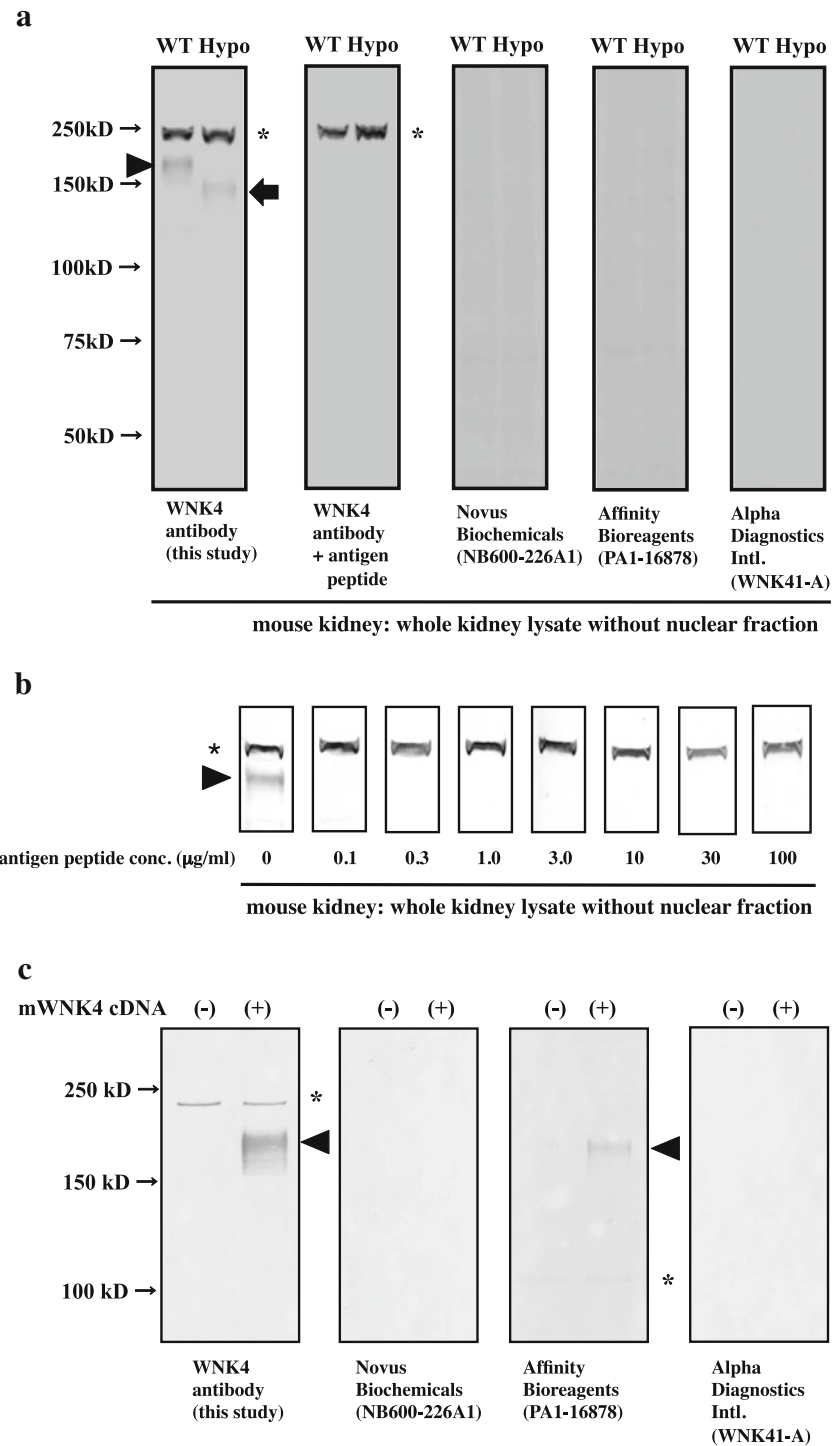 a
WT Hypo WT Hypo WT Hypo WT Hypo WT Hypo
250kD → * *
150kD →
100kD →
75kD →
50kD →
WNK4
antibody
(this study)
WNK4
antibody
+ antigen
peptide
Novus
Biochemicals
(NB600-226A1)
Affinity
Bioreagents
(PA1-16878)
Alpha
Diagnostics
Intl.
(WNK41-A)
mouse kidney: whole kidney lysate without nuclear fraction
b
*
antigen peptide conc. (μg/ml) 0 0.1 0.3 1.0 3.0 10 30 100
mouse kidney: whole kidney lysate without nuclear fraction
c
mWNK4 cDNA (-) (+) (-) (+) (-) (+) (-) (+)
250 kD → *
150 kD →
100 kD → *
WNK4
antibody
(this study)
Novus
Biochemicals
(NB600-226A1)
Affinity
Bioreagents
(PA1-16878)
Alpha
Diagnostics
Intl.
(WNK41-A)